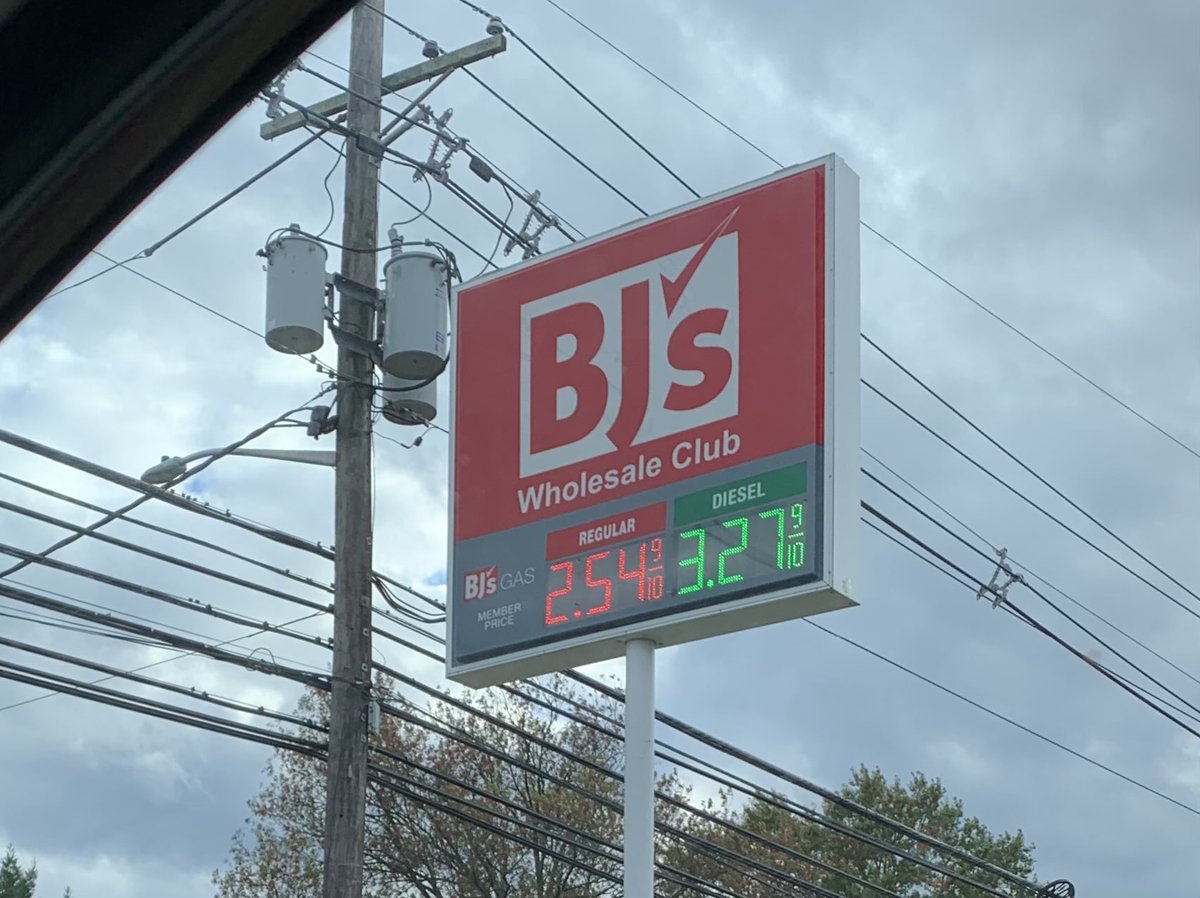 BJ's
Wholesale Club
REGULAR
DIESEL
BJ's GAS
MEMBER
PRICE
2.54 9/10
3.27 9/10